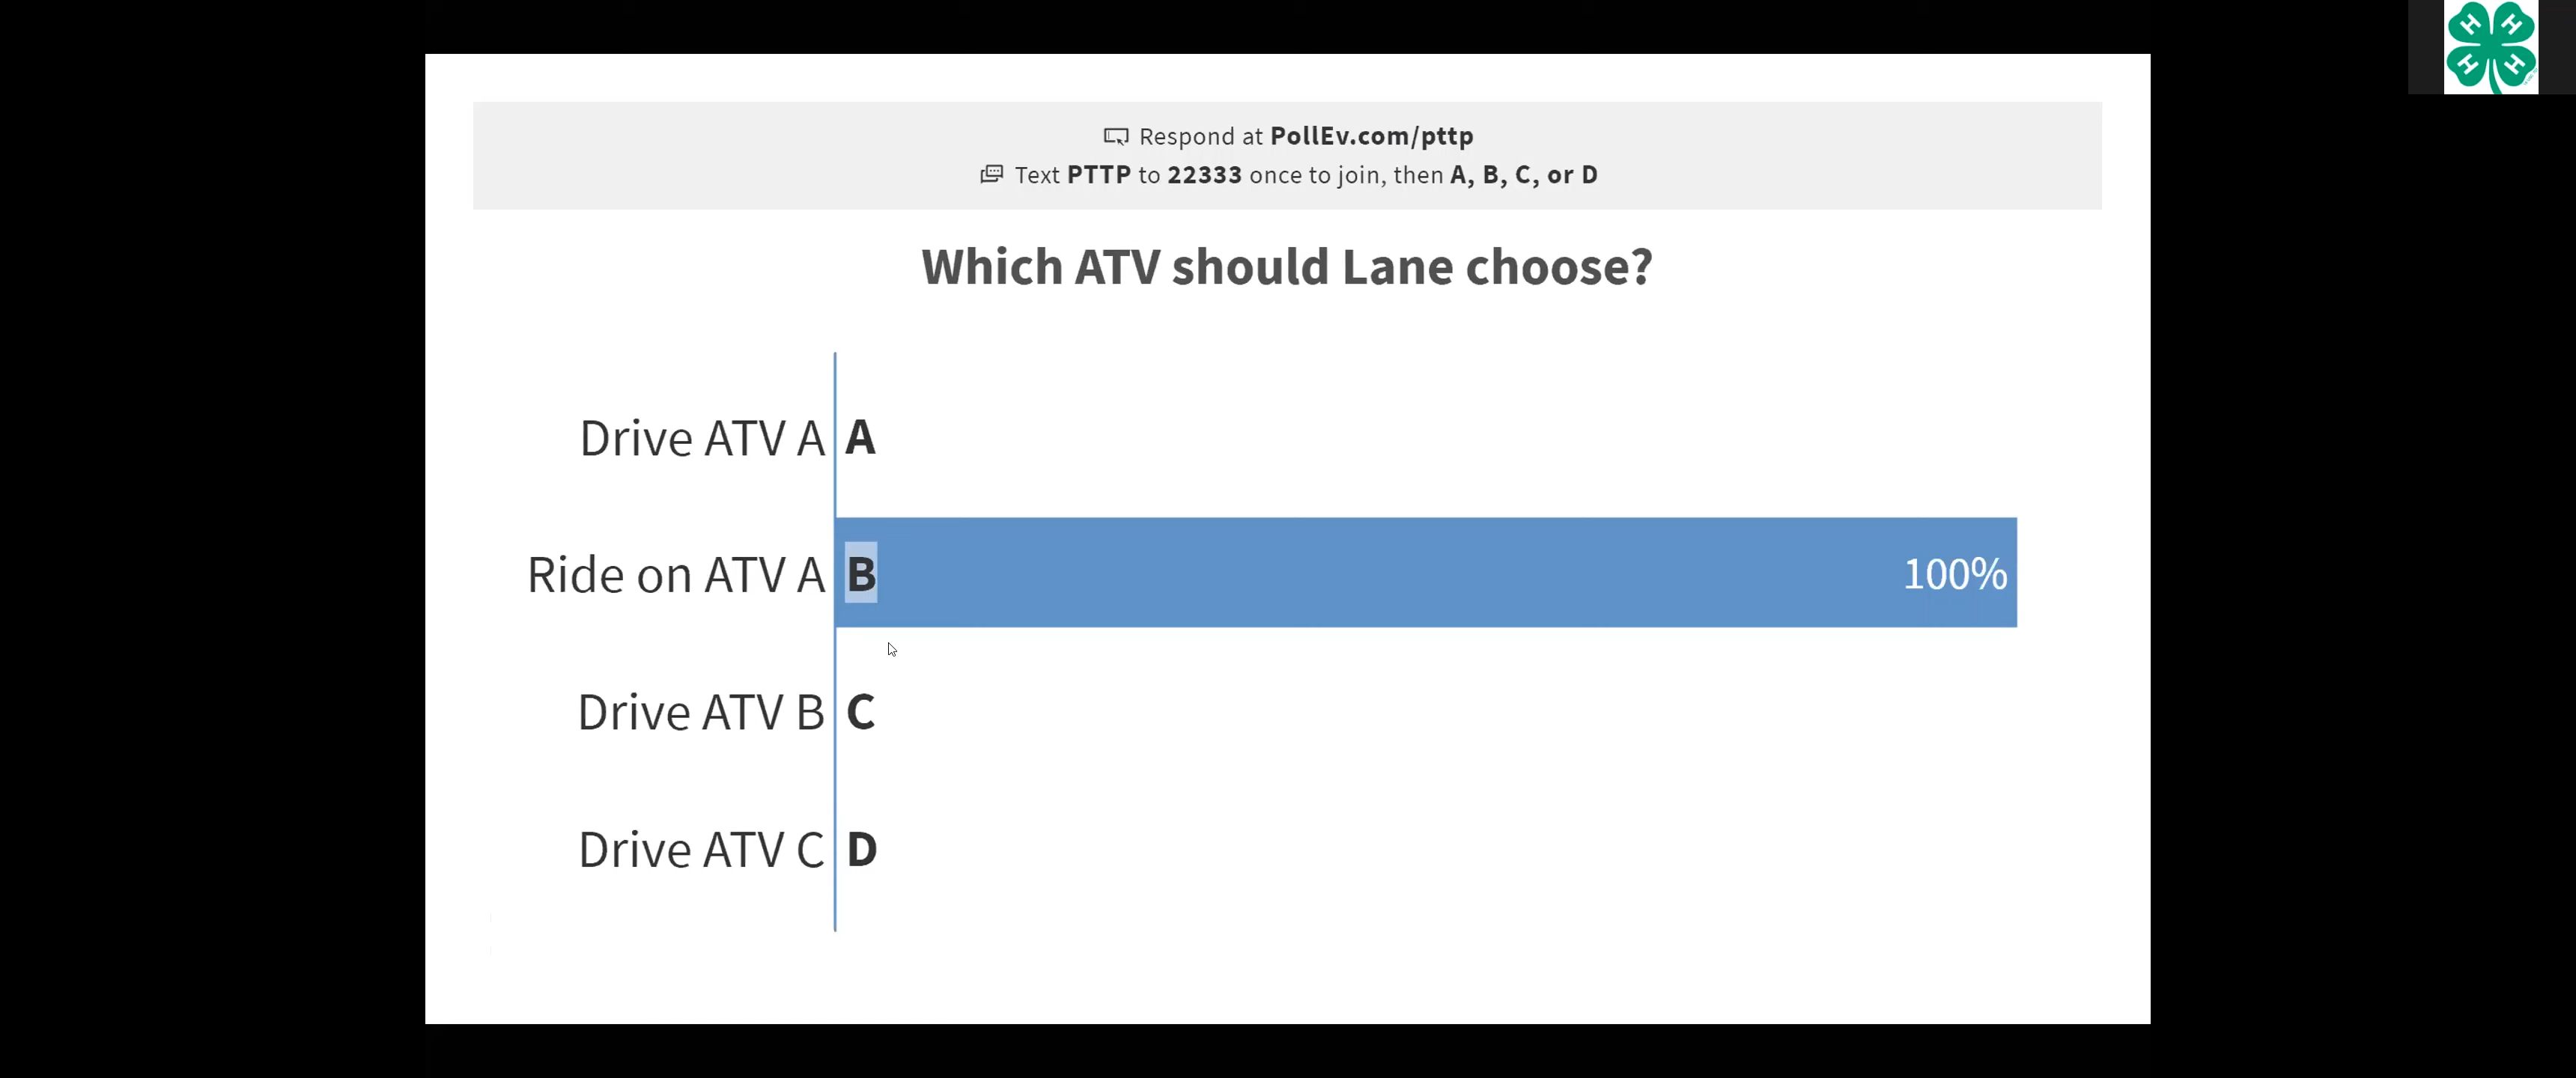 Respond at PollEv.com/pttp
Text PTTP to 22333 once to join, then A, B, C, or D
Which ATV should Lane choose?
Drive ATV A A
Ride on ATV A B 100%
Drive ATV B C
Drive ATV C D
H H
H H